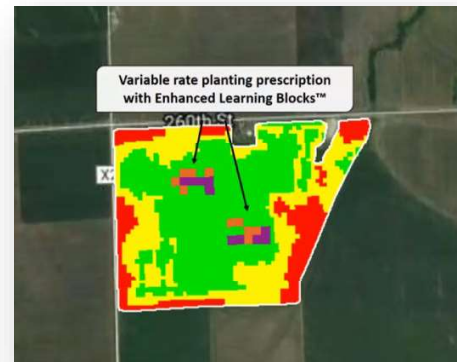 Variable rate planting prescription
with Enhanced Learning Blocks™
260th St